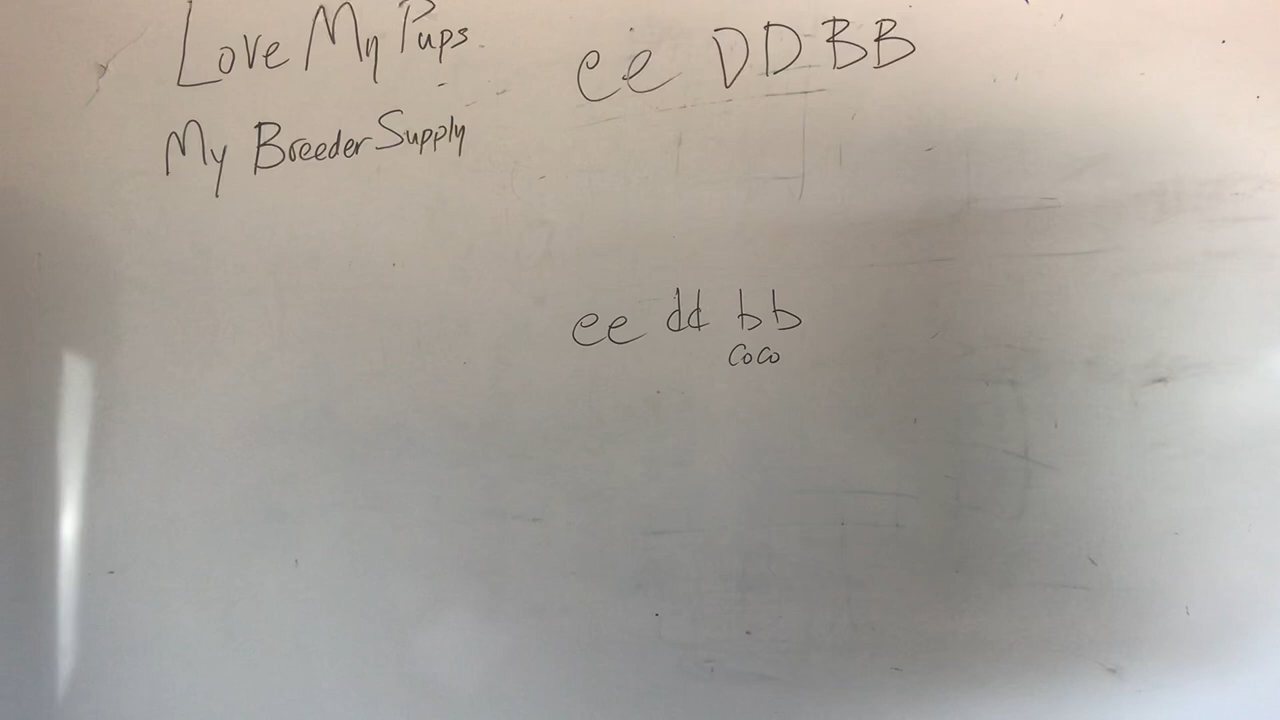 Love My Pups
ee DD BB
My Breeder Supply
ee dd bb
coco